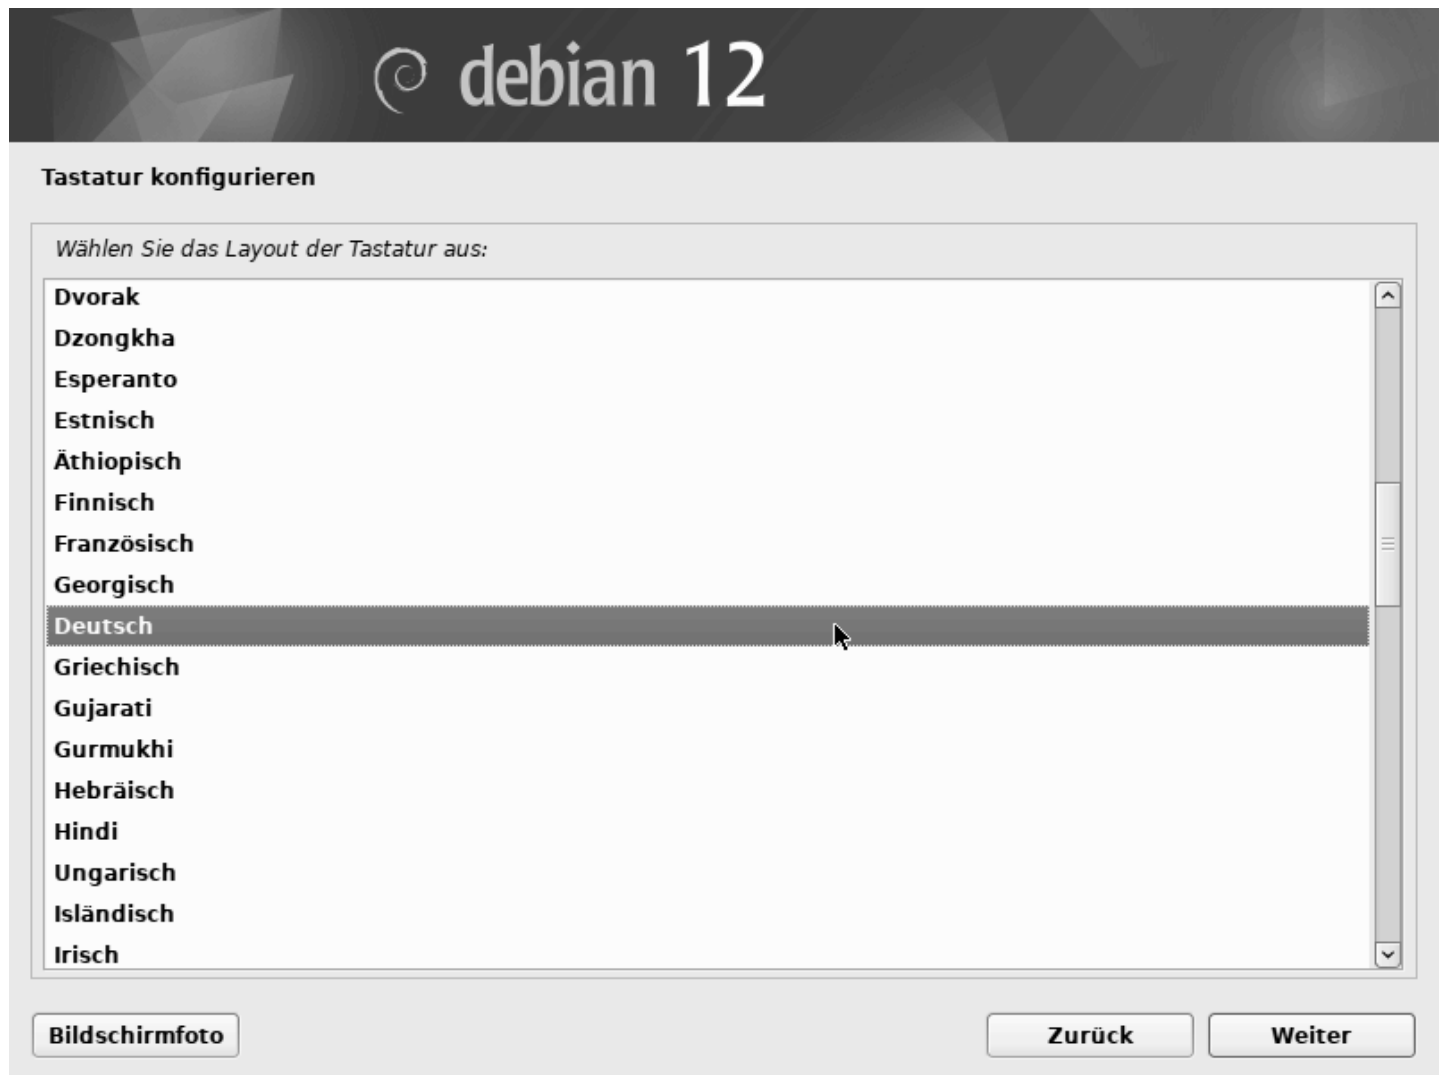 debian 12
Tastatur konfigurieren
Wählen Sie das Layout der Tastatur aus:
Dvorak
Dzongkha
Esperanto
Estnisch
Äthiopisch
Finnisch
Französisch
Georgisch
Deutsch
Griechisch
Gujarati
Gurmukhi
Hebräisch
Hindi
Ungarisch
Isländisch
Irisch
Bildschirmfoto
Zurück
Weiter